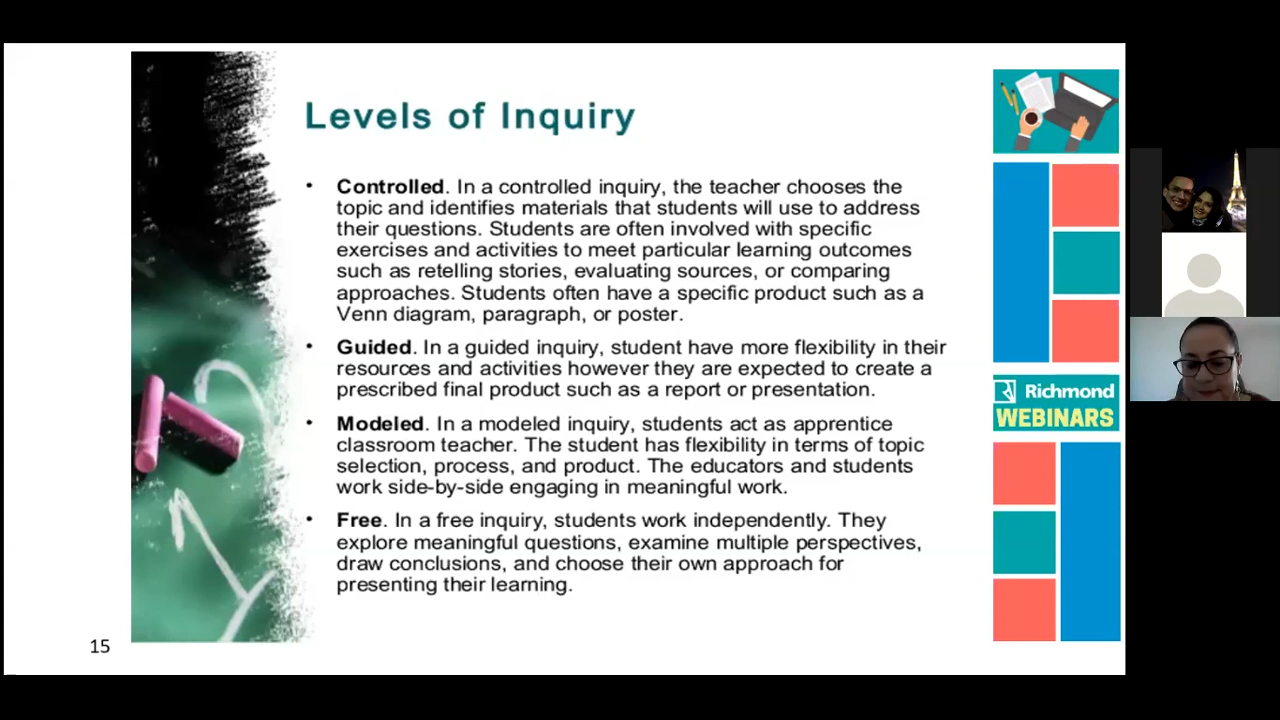 Levels of Inquiry
• Controlled. In a controlled inquiry, the teacher chooses the
topic and identifies materials that students will use to address
their questions. Students are often involved with specific
exercises and activities to meet particular learning outcomes
such as retelling stories, evaluating sources, or comparing
approaches. Students often have a specific product such as a
Venn diagram, paragraph, or poster.
• Guided. In a guided inquiry, student have more flexibility in their
resources and activities however they are expected to create a
prescribed final product such as a report or presentation.
• Modeled. In a modeled inquiry, students act as apprentice
classroom teacher. The student has flexibility in terms of topic
selection, process, and product. The educators and students
work side-by-side engaging in meaningful work.
• Free. In a free inquiry, students work independently. They
explore meaningful questions, examine multiple perspectives,
draw conclusions, and choose their own approach for
presenting their learning.
Richmond
WEBINARS
15